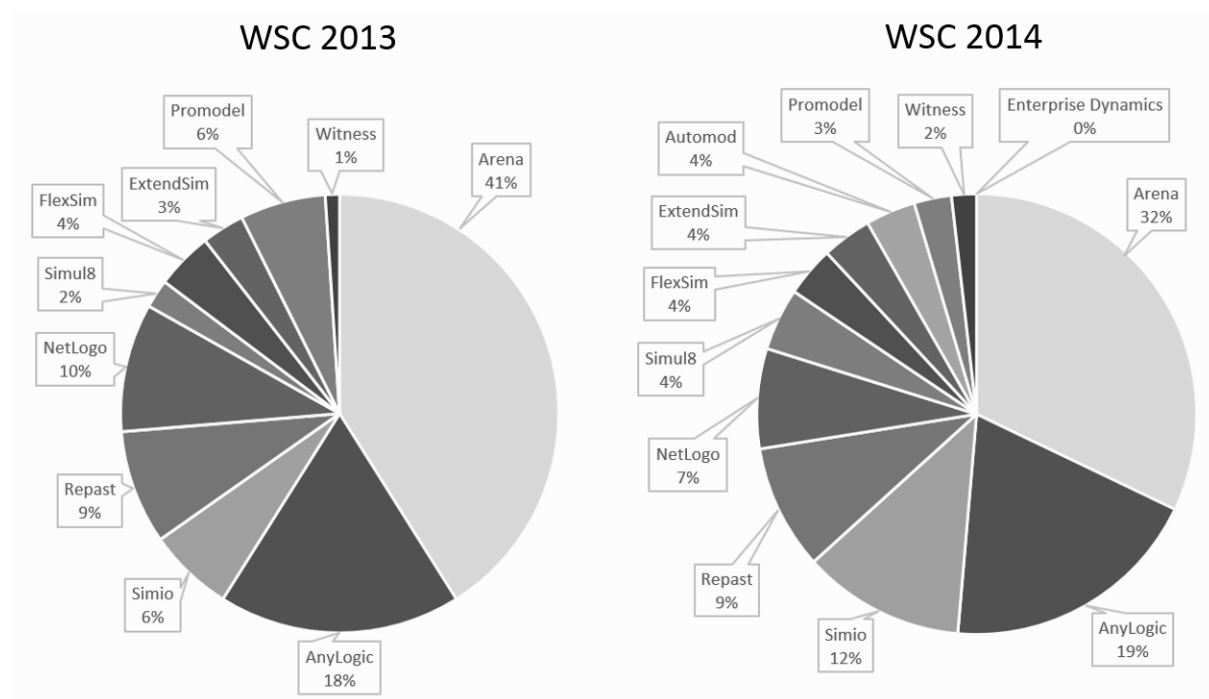 WSC 2013
Promodel
6%
Witness
1%
Arena
41%
ExtendSim
3%
FlexSim
4%
Simul8
2%
NetLogo
10%
Repast
9%
Simio
6%
AnyLogic
18%
WSC 2014
Promodel
3%
Witness
2%
Enterprise Dynamics
0%
Automod
4%
Arena
32%
ExtendSim
4%
FlexSim
4%
Simul8
4%
NetLogo
7%
Repast
9%
Simio
12%
AnyLogic
19%